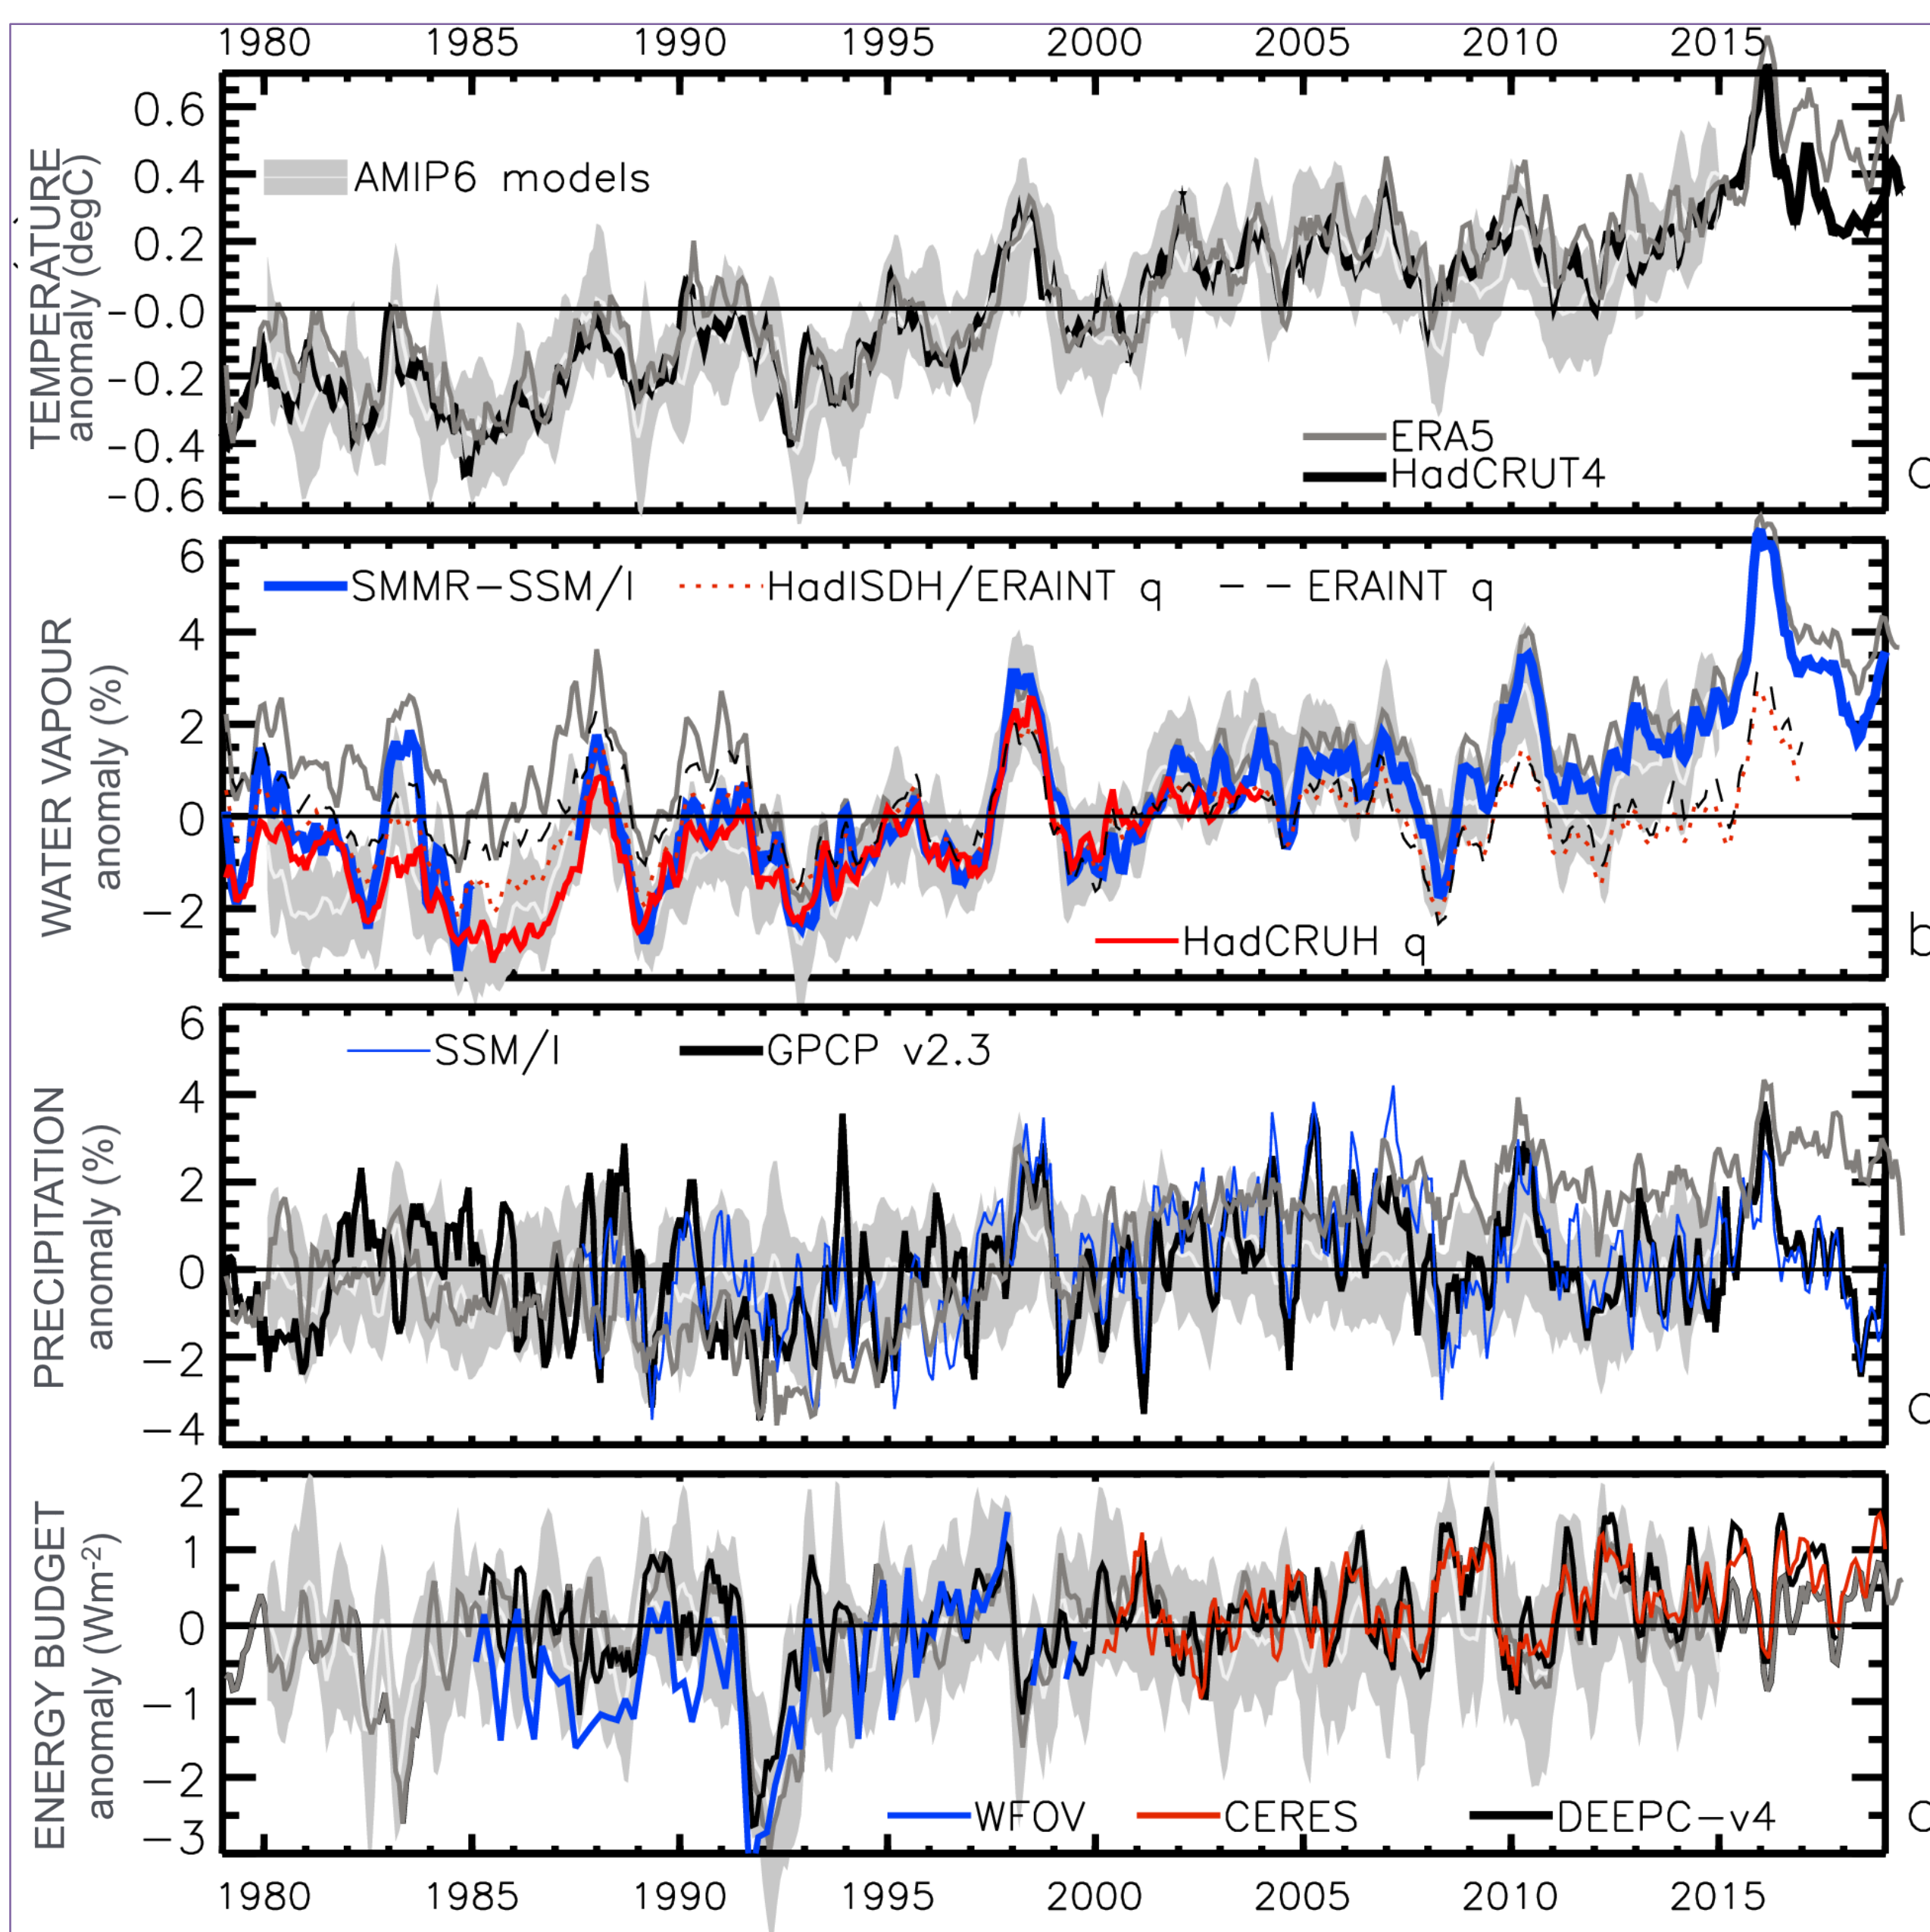 1980 1985 1990 1995 2000 2005 2010 2015
TEMPERATURE
anomaly (degC)
0.6
0.4
0.2
-0.0
-0.2
-0.4
-0.6
AMIP6 models
ERA5
HadCRUT4
WATER VAPOUR
anomaly (%)
6
4
2
0
−2
SMMR−SSM/I HadISDH/ERAINT q ERAINT q
HadCRUH q
b
PRECIPITATION
anomaly (%)
6
4
2
0
−2
−4
SSM/I GPCP v2.3
ENERGY BUDGET
anomaly (Wm-2)
2
1
0
−1
−2
−3
WFOV CERES DEEPC−v4
1980 1985 1990 1995 2000 2005 2010 2015